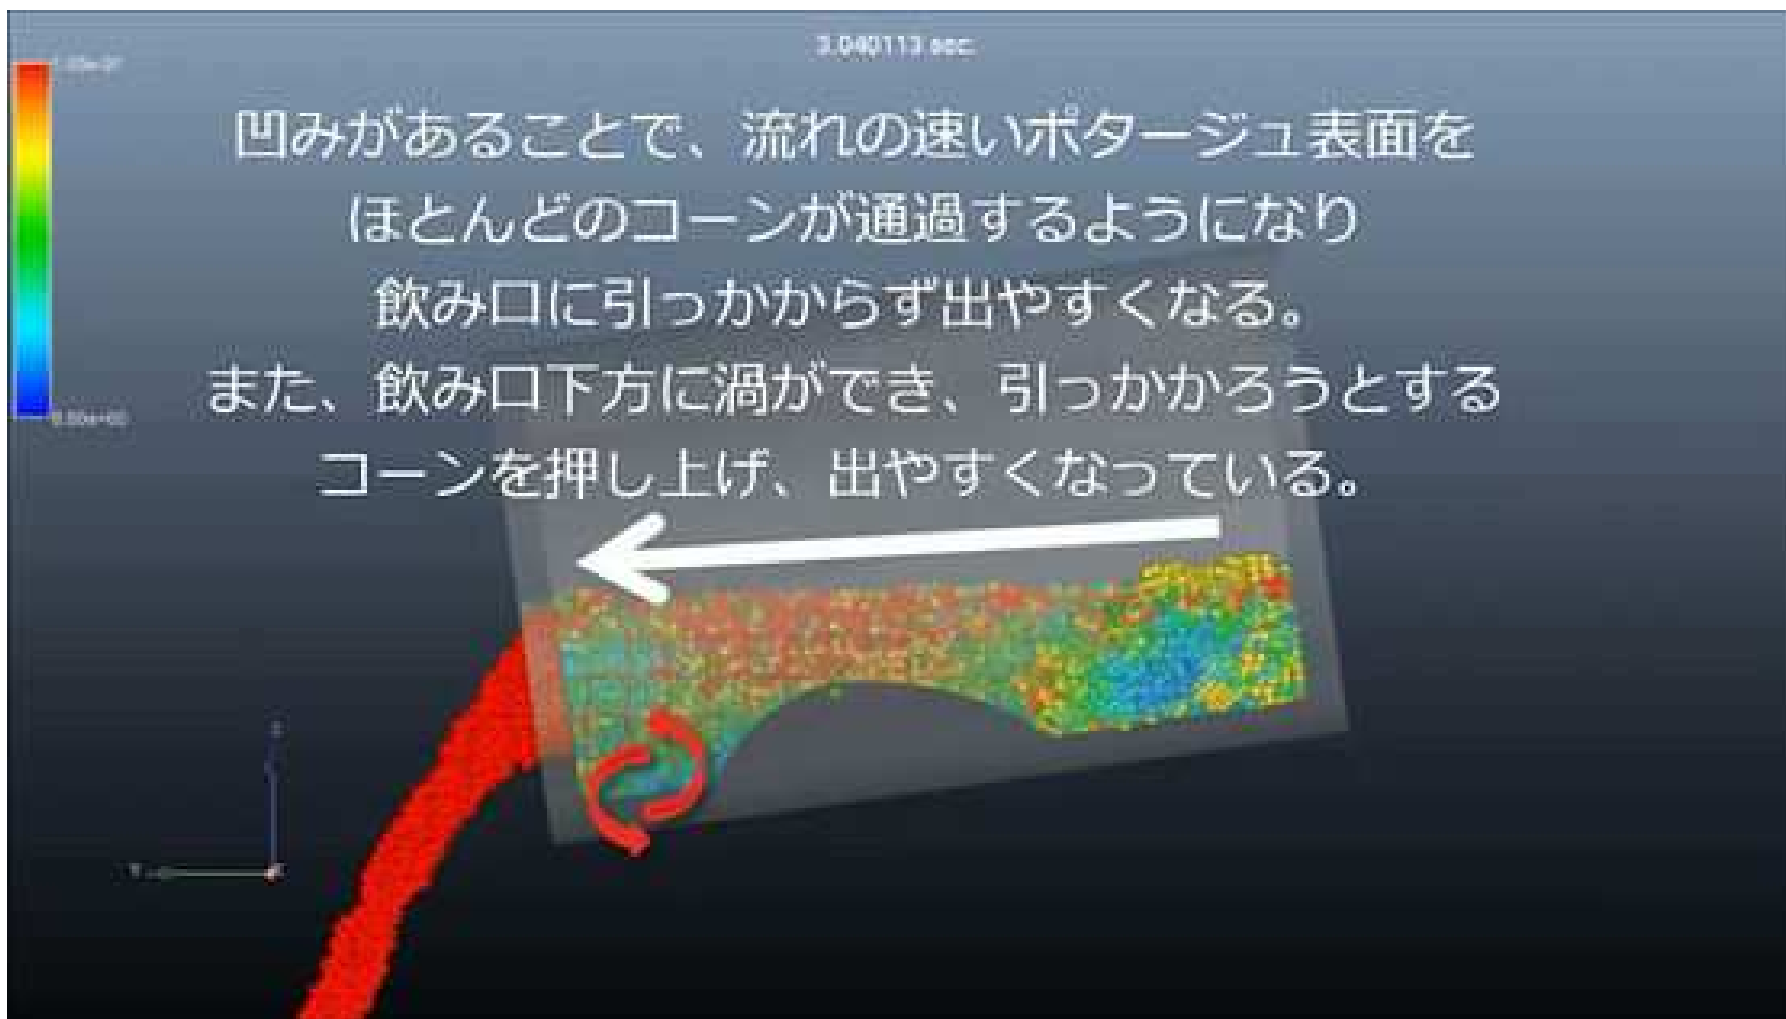 3.040113 sec
凹みがあることで、流れの速いポタージュ表面を
ほとんどのコーンが通過するようになり
飲み口に引っかからず出やすくなる。
また、飲み口下方に渦ができ、引っかかろうとする
コーンを押し上げ、出やすくなっている。